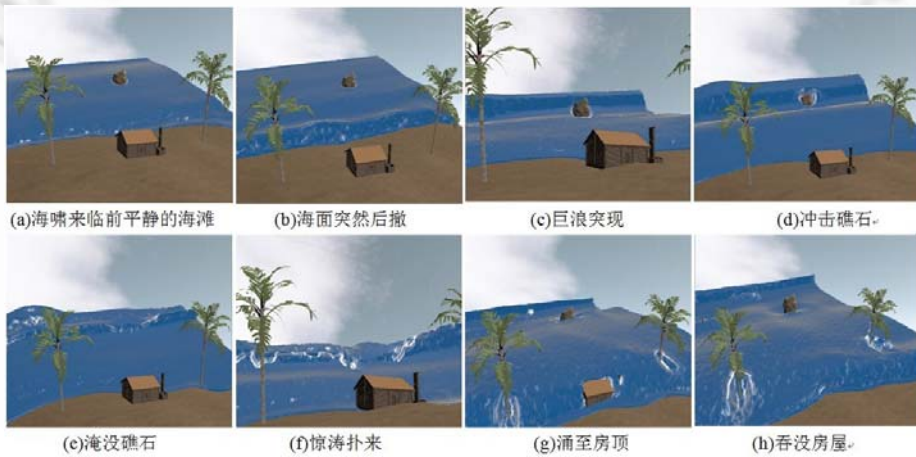 (a)海啸来临前平静的海滩
(b)海面突然后撤
(c)巨浪突现
(d)冲击礁石
(e)淹没礁石
(f)惊涛扑来
(g)涌至房顶
(h)吞没房屋